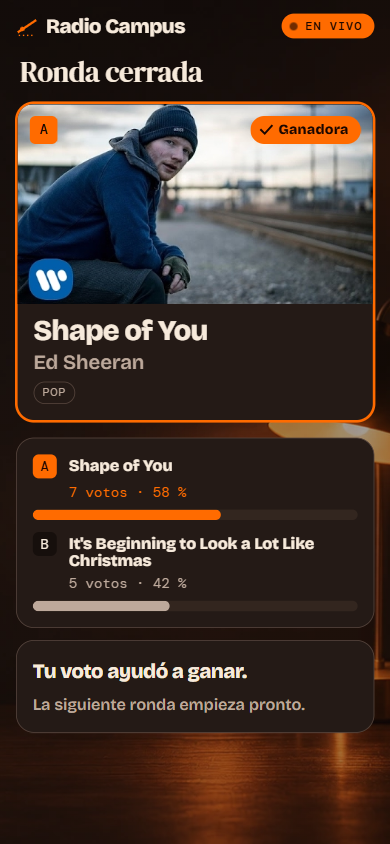 Radio Campus
EN VIVO
Ronda cerrada
A
Ganadora
Shape of You
Ed Sheeran
POP
A
Shape of You
7 votos · 58 %
B
It's Beginning to Look a Lot Like
Christmas
5 votos · 42 %
Tu voto ayudó a ganar.
La siguiente ronda empieza pronto.